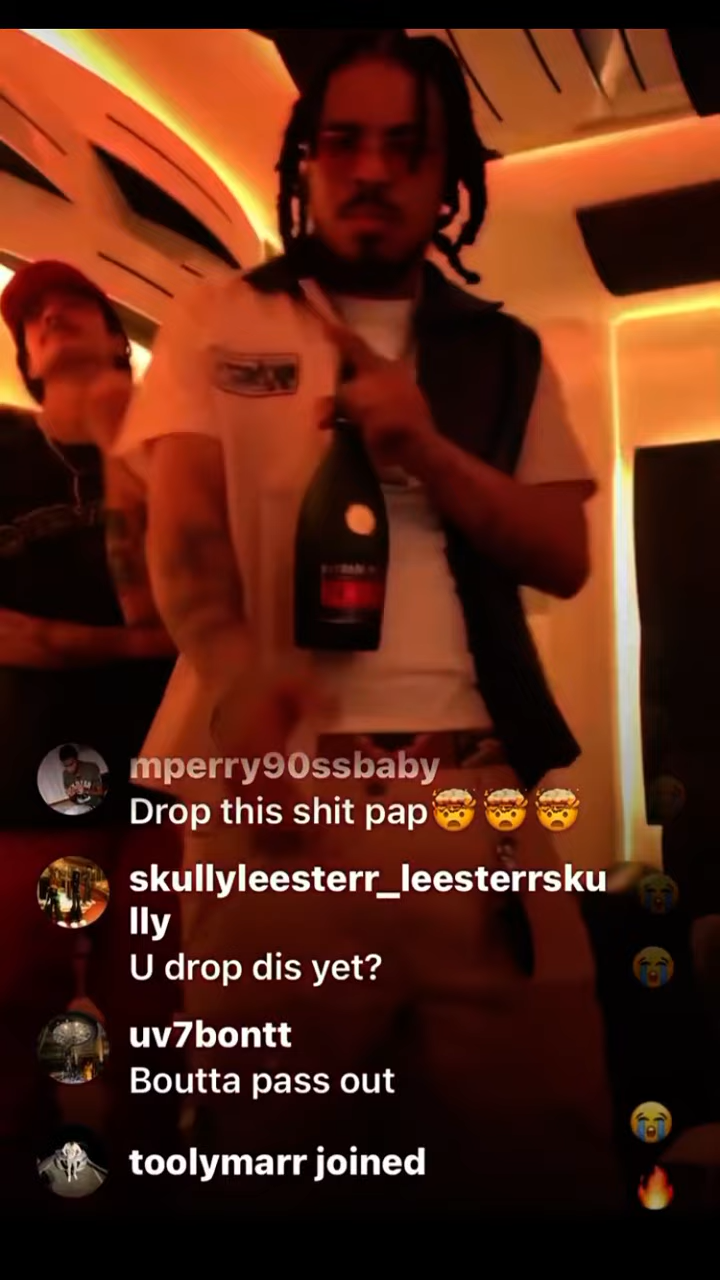 mperry90ssbaby
Drop this shit pap🤯🤯🤯
skullyleesterr_leesterrsku
lly
U drop dis yet?
uv7bontt
Boutta pass out
toolymarr joined